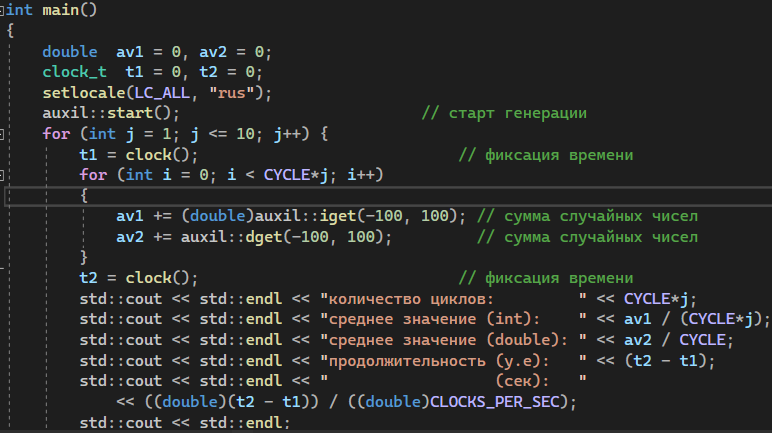 int main()
{
    double  av1 = 0, av2 = 0;
    clock_t  t1 = 0, t2 = 0;
    setlocale(LC_ALL, "rus");
    auxil::start();                          // старт генерации
    for (int j = 1; j <= 10; j++) {
        t1 = clock();                            // фиксация времени
        for (int i = 0; i < CYCLE*j; i++)
        {
            av1 += (double)auxil::iget(-100, 100); // сумма случайных чисел
            av2 += auxil::dget(-100, 100);         // сумма случайных чисел
        }
        t2 = clock();                            // фиксация времени
        std::cout << std::endl << "количество циклов:         " << CYCLE*j;
        std::cout << std::endl << "среднее значение (int):    " << av1 / (CYCLE*j);
        std::cout << std::endl << "среднее значение (double): " << av2 / CYCLE;
        std::cout << std::endl << "продолжительность (у.е):   " << (t2 - t1);
        std::cout << std::endl << "                  (сек):   "
            << ((double)(t2 - t1)) / ((double)CLOCKS_PER_SEC);
        std::cout << std::endl;